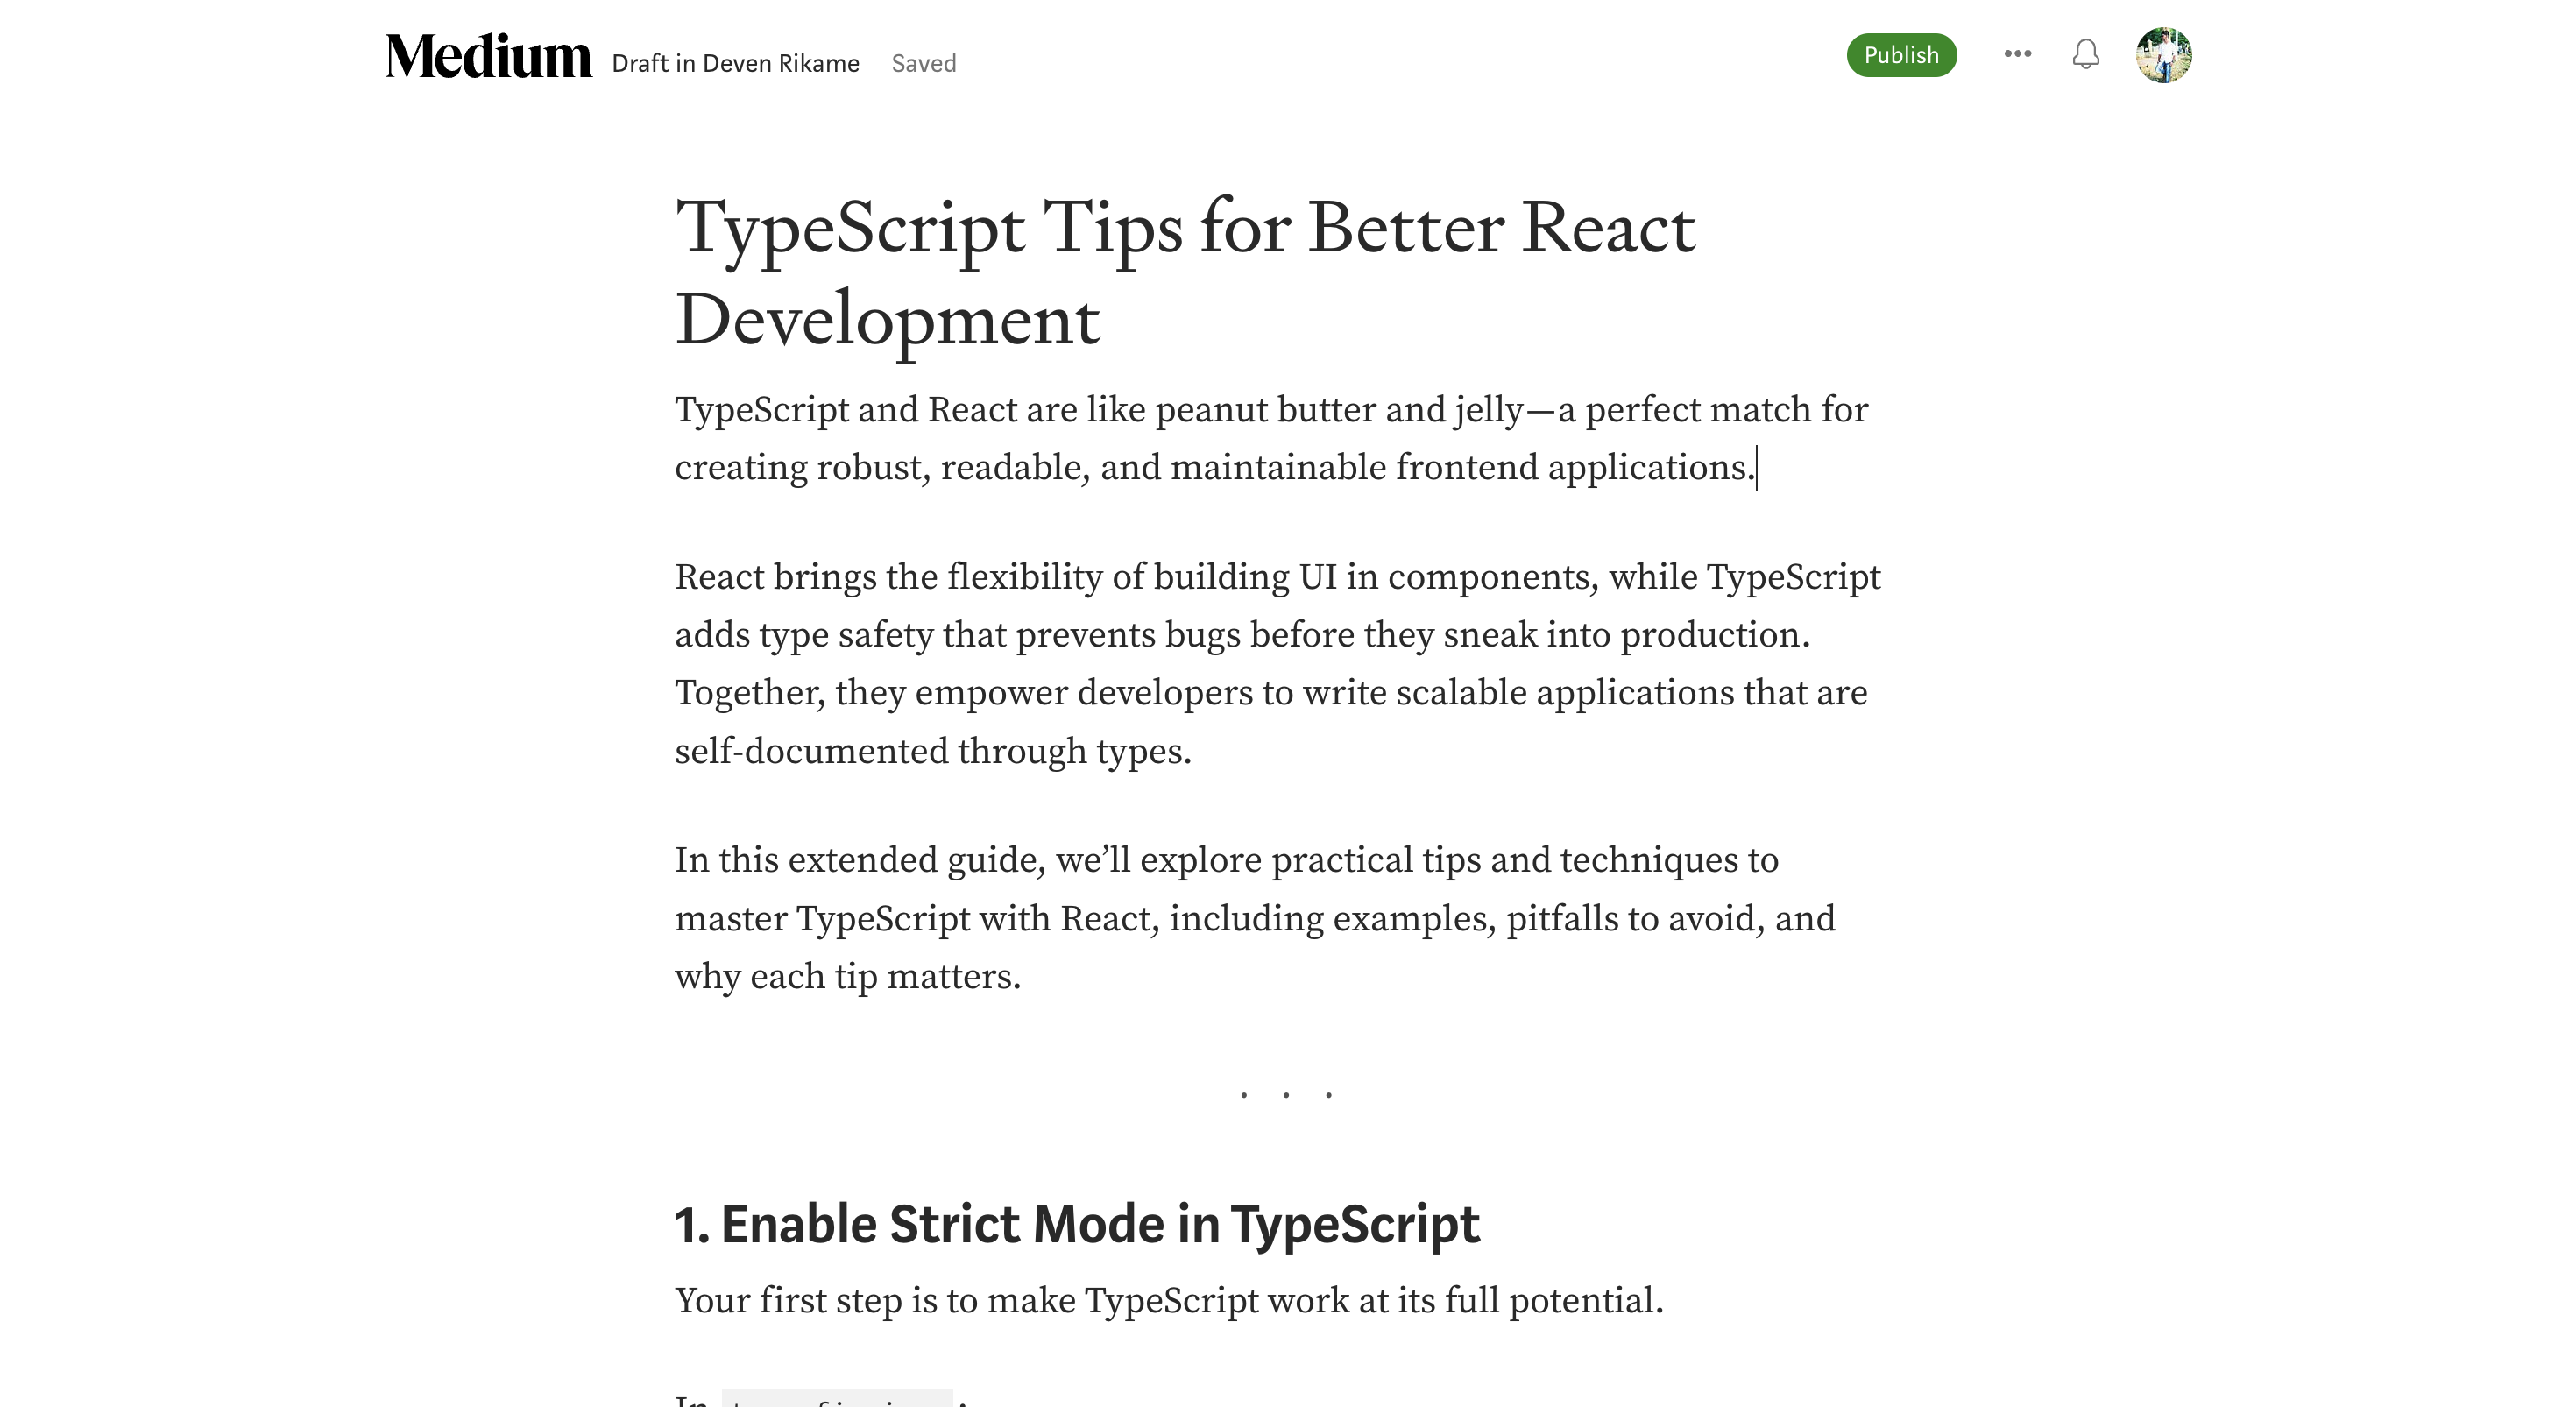 Medium Draft in Deven Rikame Saved Publish
TypeScript Tips for Better React
Development
TypeScript and React are like peanut butter and jelly—a perfect match for
creating robust, readable, and maintainable frontend applications.
React brings the flexibility of building UI in components, while TypeScript
adds type safety that prevents bugs before they sneak into production.
Together, they empower developers to write scalable applications that are
self-documented through types.
In this extended guide, we’ll explore practical tips and techniques to
master TypeScript with React, including examples, pitfalls to avoid, and
why each tip matters.
. . .
1. Enable Strict Mode in TypeScript
Your first step is to make TypeScript work at its full potential.
In